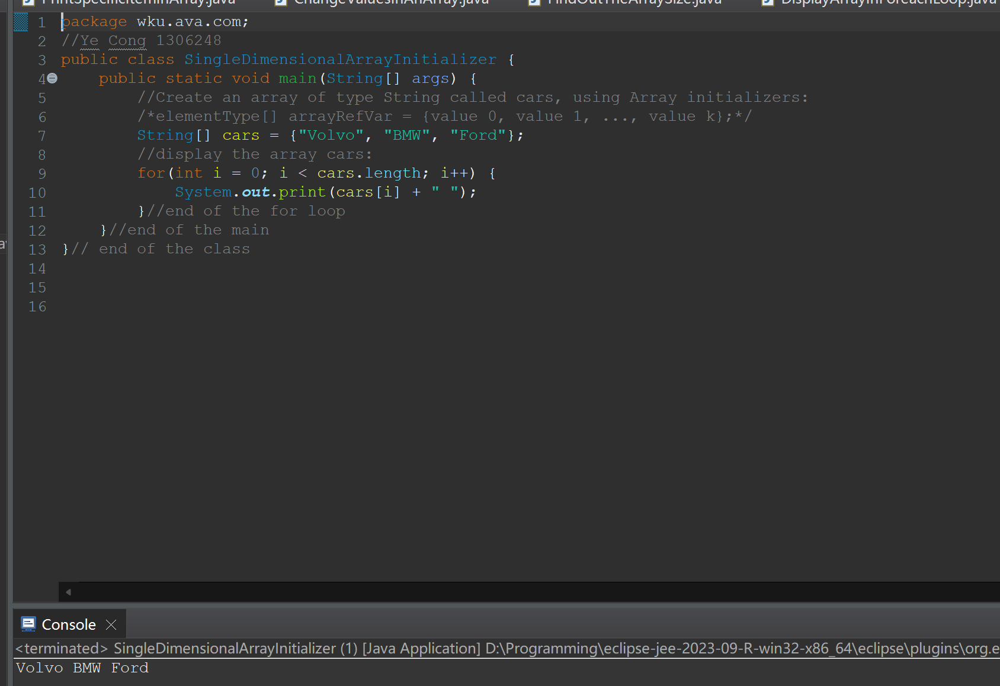 PrintSpecificItemInArray.java ChangeValuesInAnArray.java FindOutTheArraySize.java DisplayArrayInForeachLoop.java
1 package wku.ava.com;
2 //Ye Cong 1306248
3 public class SingleDimensionalArrayInitializer {
4 public static void main(String[] args) {
5 //Create an array of type String called cars, using Array initializers:
6 /*elementType[] arrayRefVar = {value 0, value 1, ..., value k};*/
7 String[] cars = {"Volvo", "BMW", "Ford"};
8 //display the array cars:
9 for(int i = 0; i < cars.length; i++) {
10 System.out.print(cars[i] + " ");
11 }//end of the for loop
12 }//end of the main
13 }// end of the class
14
15
16
Console
<terminated> SingleDimensionalArrayInitializer (1) [Java Application] D:\Programming\eclipse-jee-2023-09-R-win32-x86_64\eclipse\plugins\org.e
Volvo BMW Ford